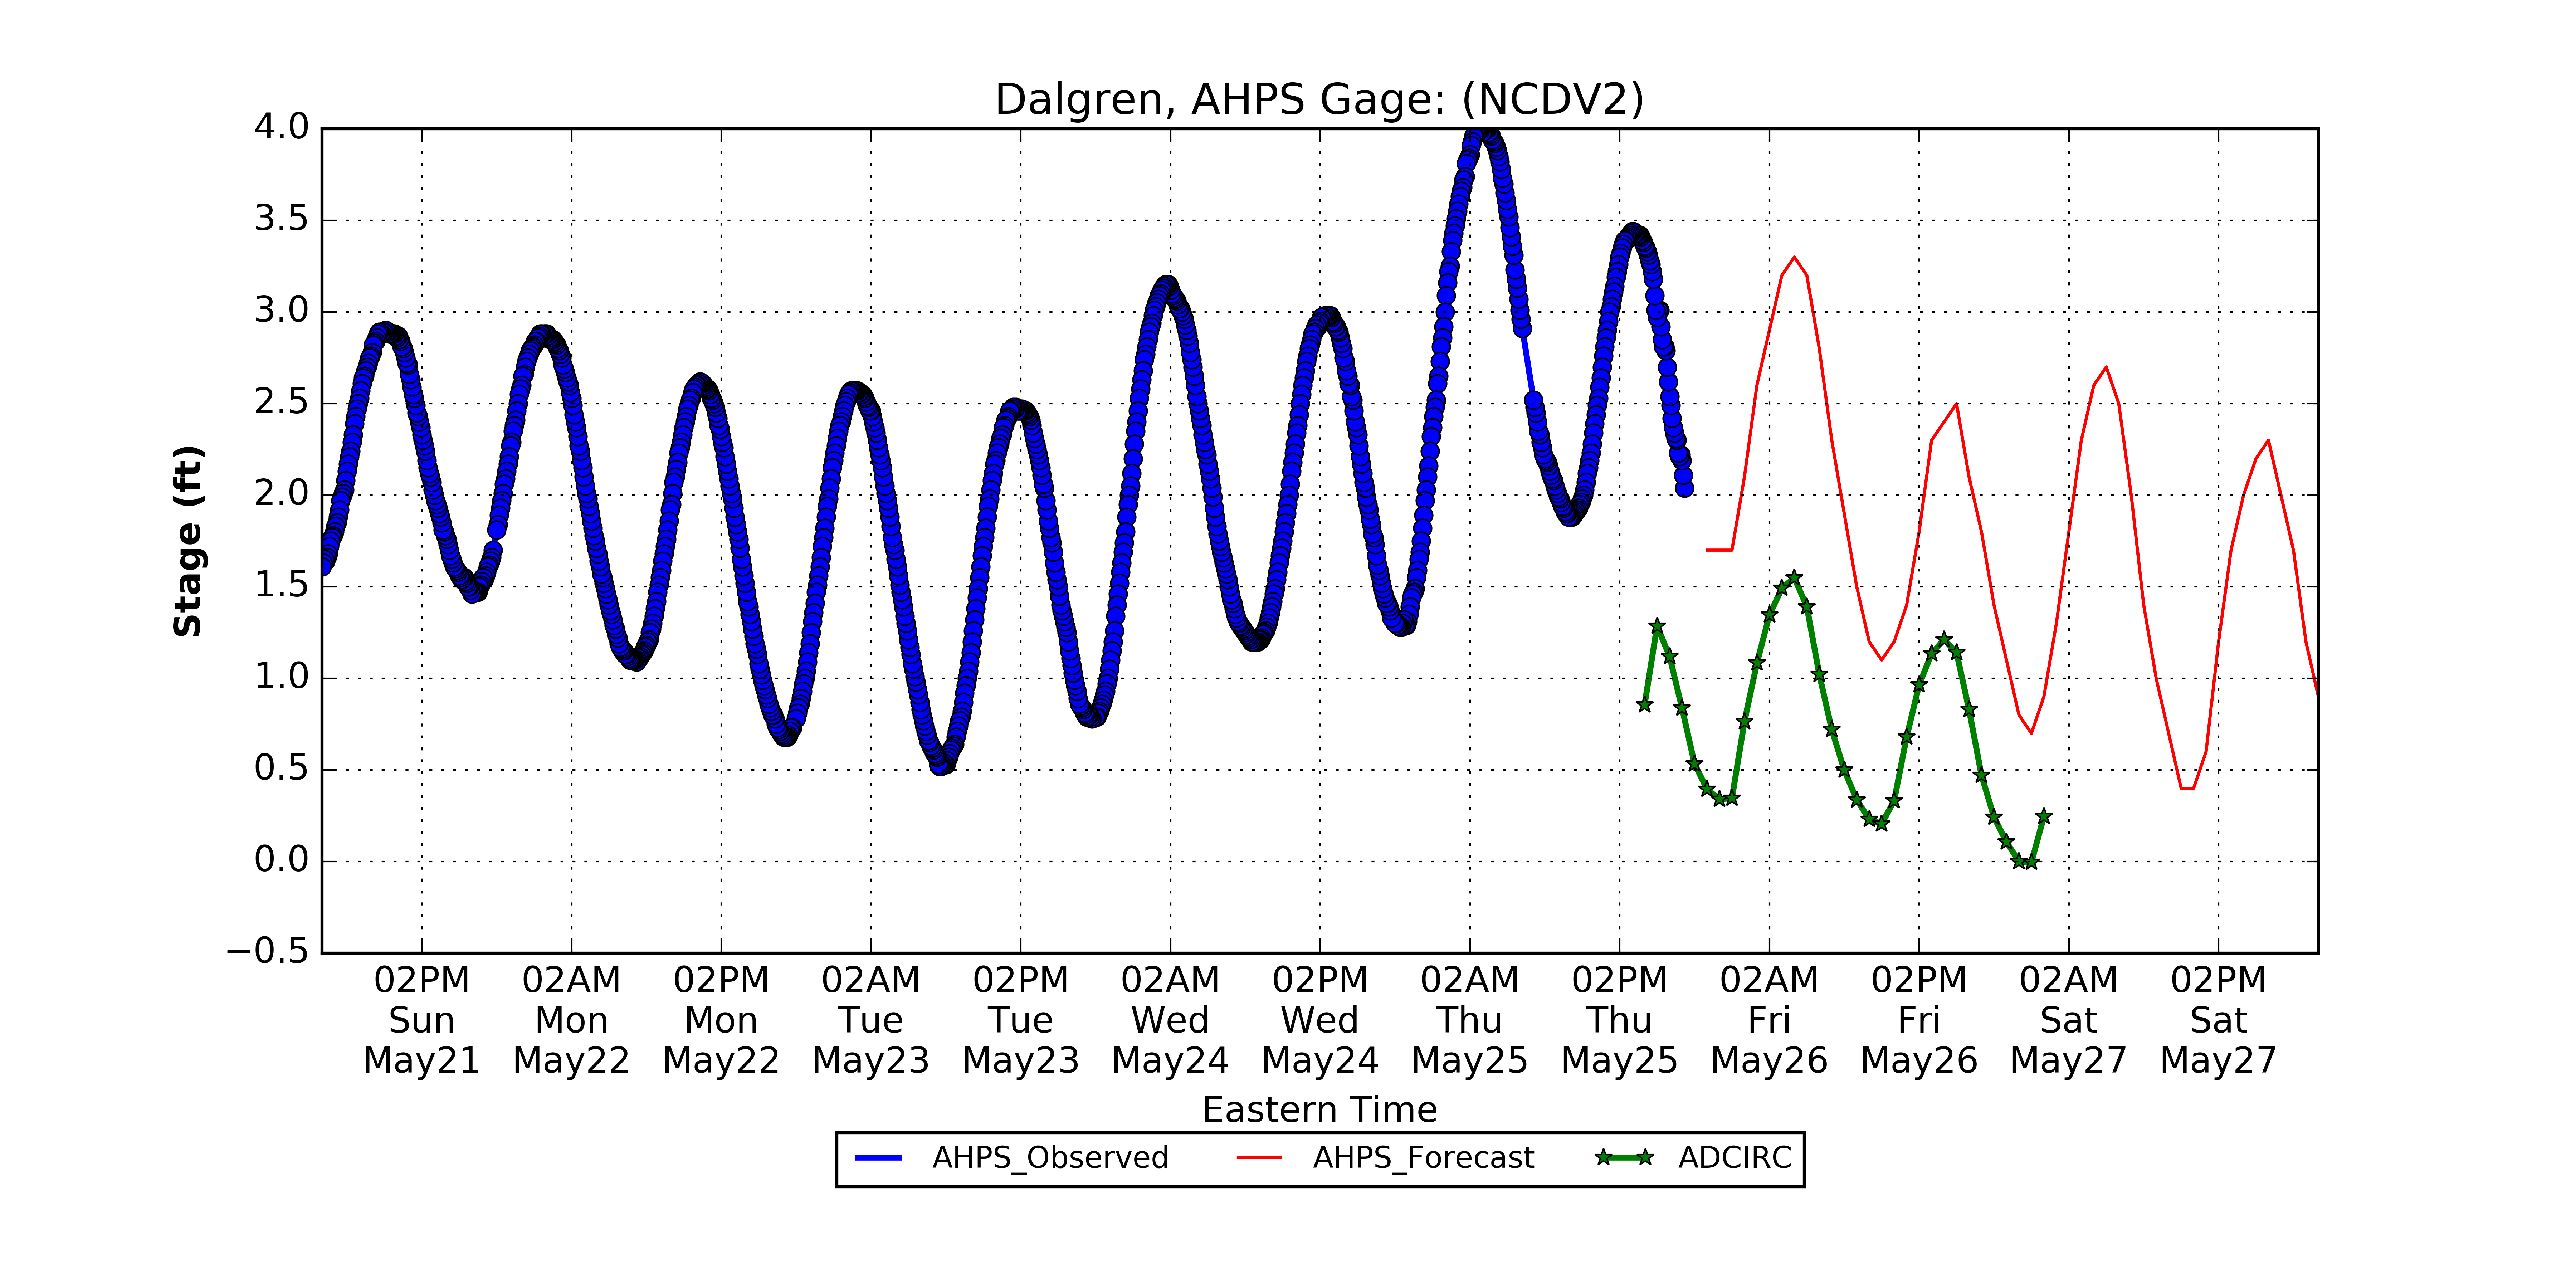 Dalgren, AHPS Gage: (NCDV2)
4.0
3.5
3.0
2.5
2.0
1.5
1.0
0.5
0.0
−0.5
Stage (ft)
02PM 02AM 02PM 02AM 02PM 02AM 02PM 02AM 02PM 02AM 02PM 02AM 02PM
Sun Mon Mon Tue Tue Wed Wed Thu Thu Fri Fri Sat Sat
May21 May22 May22 May23 May23 May24 May24 May25 May25 May26 May26 May27 May27
Eastern Time
AHPS_Observed AHPS_Forecast ADCIRC